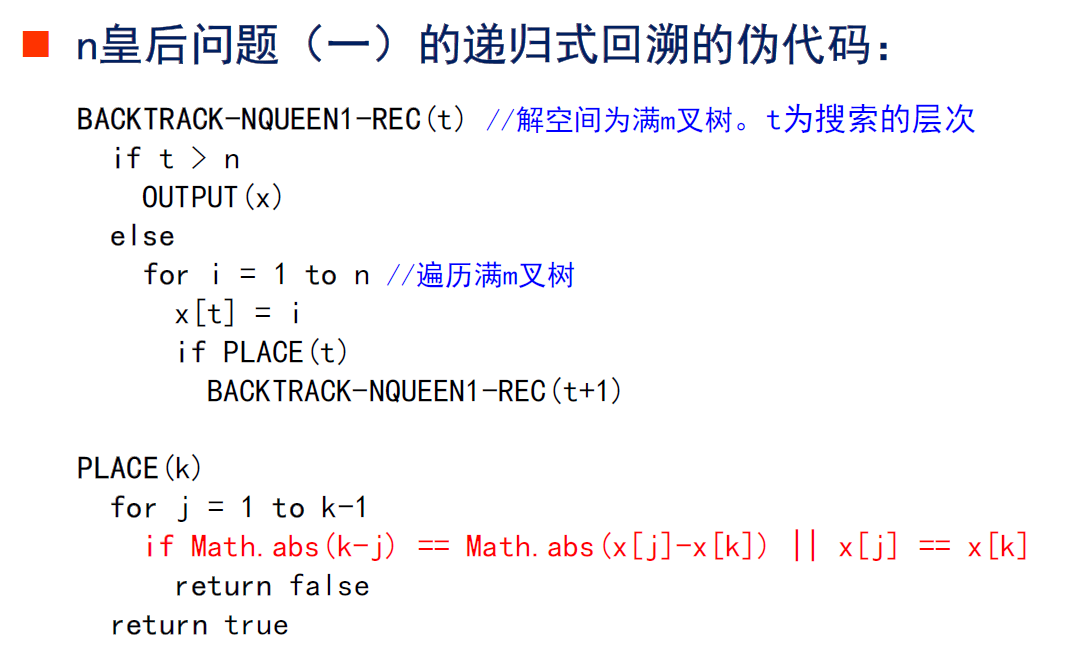 n皇后问题（一）的递归式回溯的伪代码：
BACKTRACK-NQUEEN1-REC(t) //解空间为满m叉树。t为搜索的层次
if t > n
OUTPUT(x)
else
for i = 1 to n //遍历满m叉树
x[t] = i
if PLACE(t)
BACKTRACK-NQUEEN1-REC(t+1)
PLACE(k)
for j = 1 to k-1
if Math.abs(k-j) == Math.abs(x[j]-x[k]) || x[j] == x[k]
return false
return true